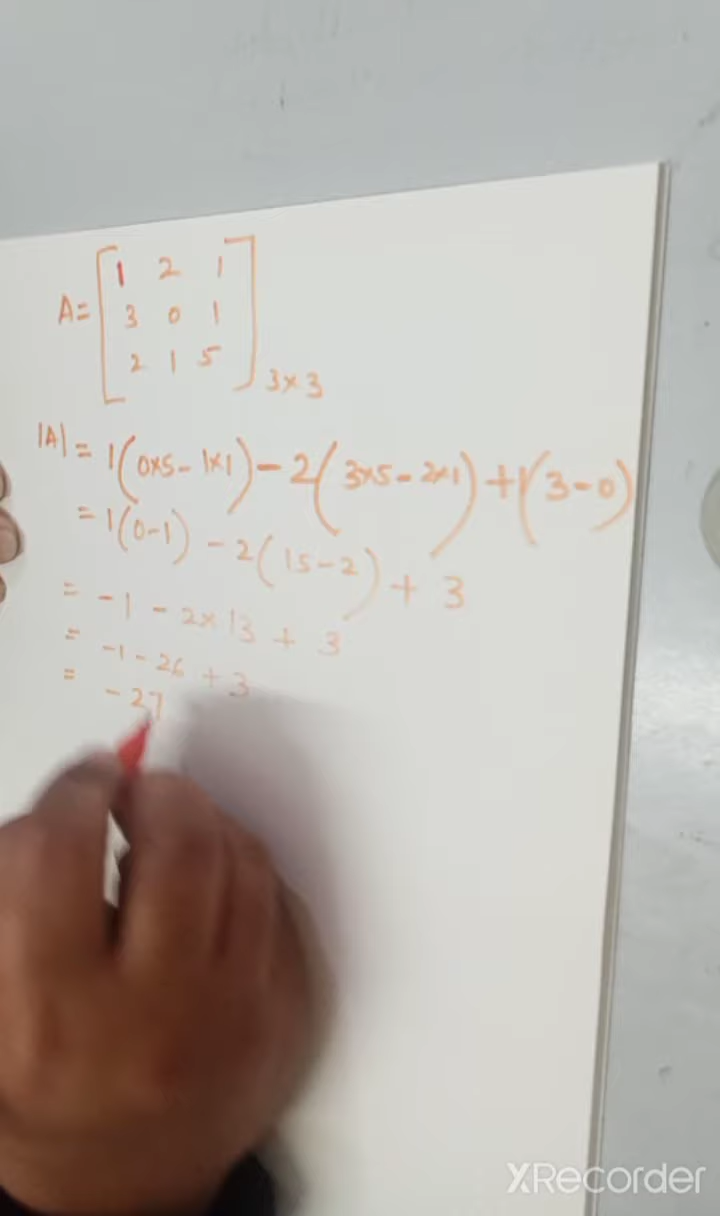 A = [ 1 2 1
3 0 1
2 1 5 ] 3×3
|A| = 1(0×5 - 1×1) - 2(3×5 - 2×1) + 1(3 - 0)
= 1(0-1) - 2(15-2) + 3
= -1 - 2×13 + 3
= -1 - 26 + 3
= -27
XRecorder